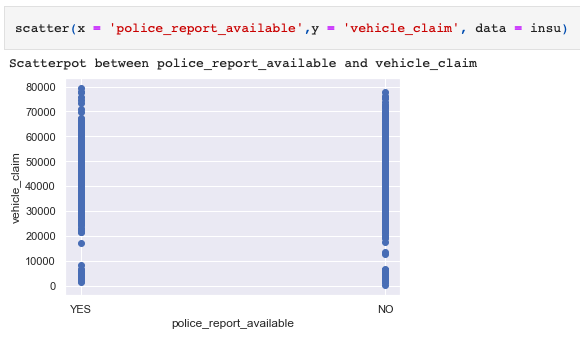 scatter(x = 'police_report_available',y = 'vehicle_claim', data = insu)
Scatterpot between police_report_available and vehicle_claim
80000
70000
60000
50000
40000
30000
20000
10000
0
vehicle_claim
YES NO
police_report_available